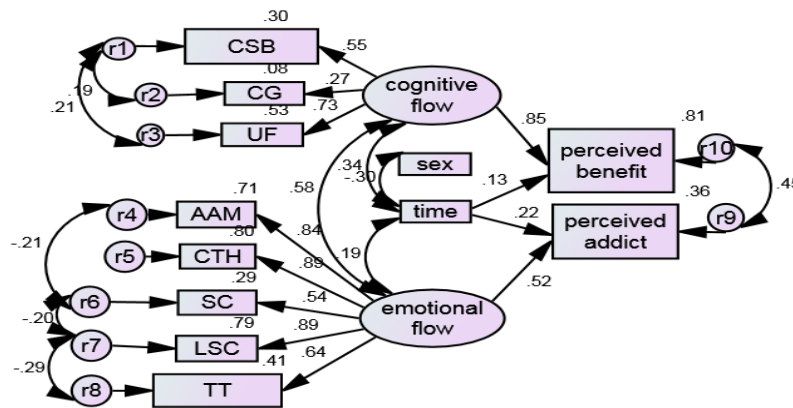 .30
r1
CSB
.55
.08
.19
.21
r2
CG
.27
cognitive
flow
.53
.73
r3
UF
.85
.81
r10
perceived
benefit
.34
sex
-.30
.58
.13
.36
.45
.71
r4
AAM
time
.22
r9
perceived
addict
-.21
.80
.84
r5
CTH
.19
.89
.52
.29
r6
SC
.54
emotional
flow
-.20
.79
r7
LSC
.89
.41
.64
-.29
r8
TT